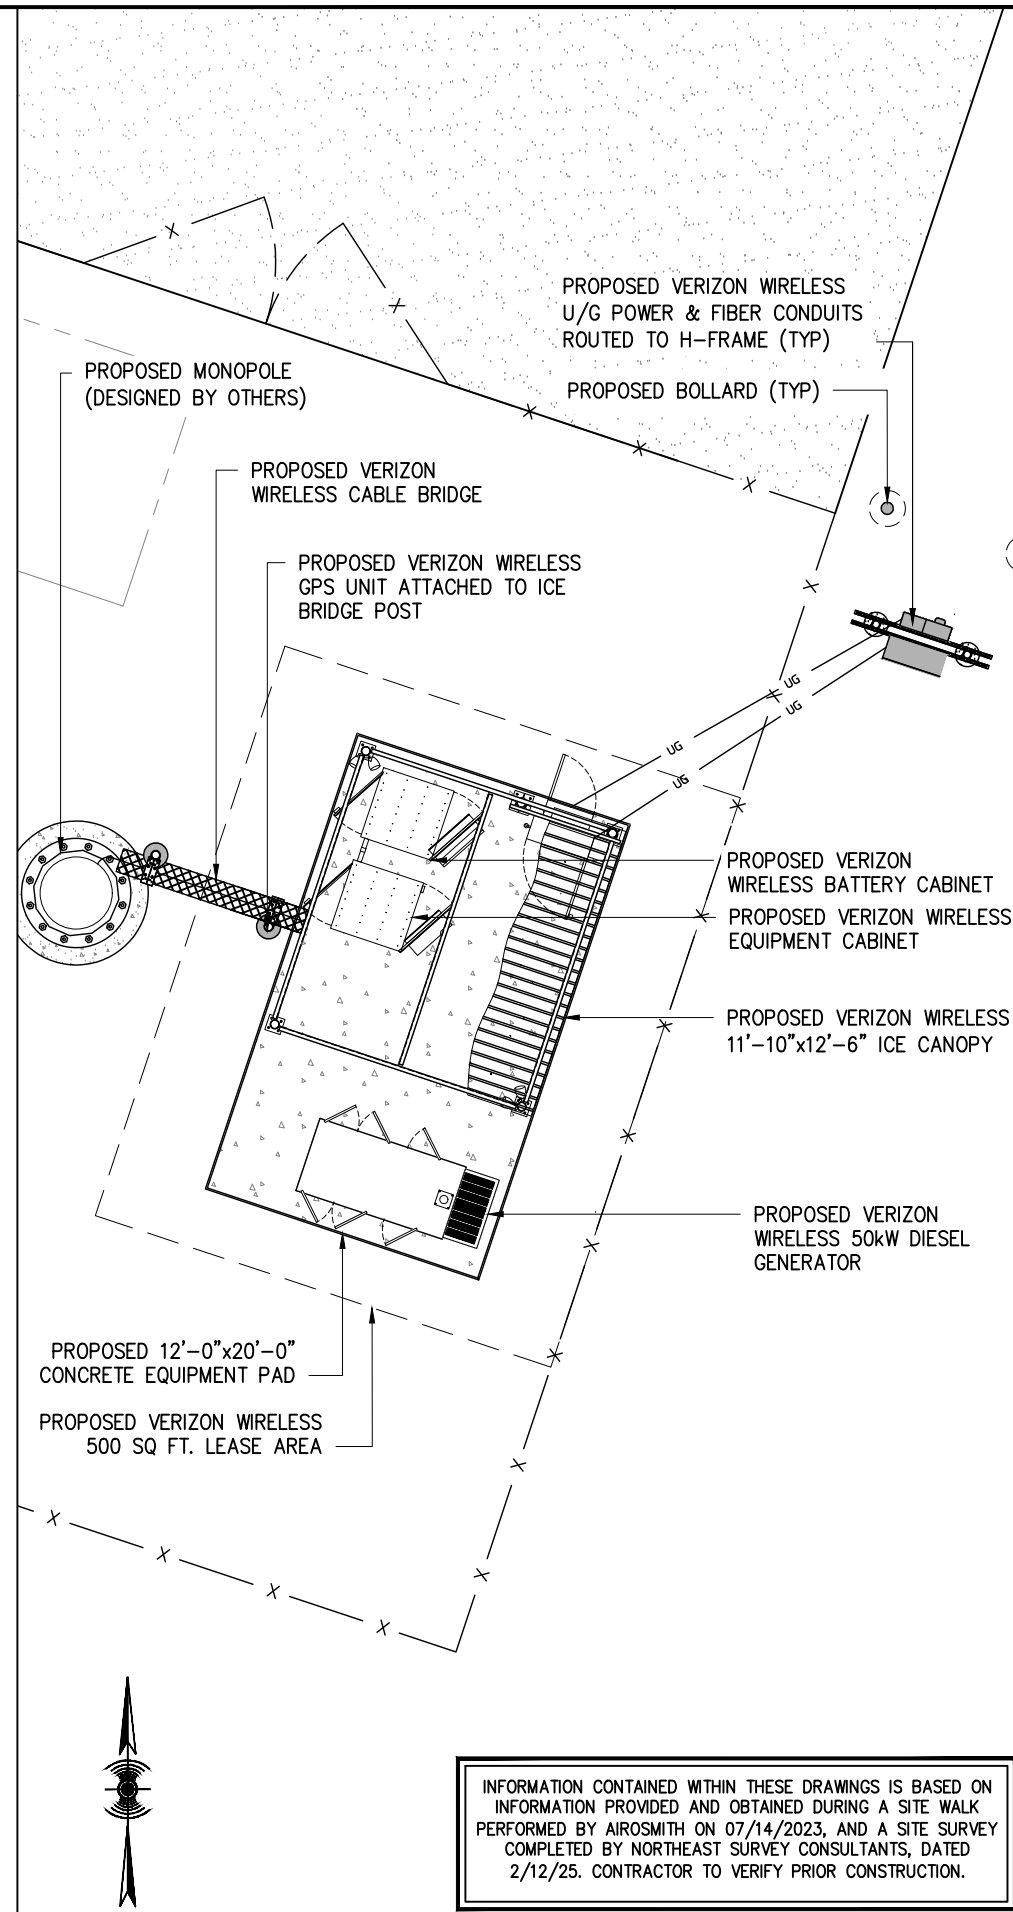 PROPOSED VERIZON WIRELESS
U/G POWER & FIBER CONDUITS
ROUTED TO H-FRAME (TYP)
PROPOSED MONOPOLE
(DESIGNED BY OTHERS)
PROPOSED BOLLARD (TYP)
PROPOSED VERIZON
WIRELESS CABLE BRIDGE
PROPOSED VERIZON WIRELESS
GPS UNIT ATTACHED TO ICE
BRIDGE POST
UG
UG
UG
UG
PROPOSED VERIZON
WIRELESS BATTERY CABINET
PROPOSED VERIZON WIRELESS
EQUIPMENT CABINET
PROPOSED VERIZON WIRELESS
11'-10"x12'-6" ICE CANOPY
PROPOSED VERIZON
WIRELESS 50kW DIESEL
GENERATOR
PROPOSED 12'-0"x20'-0"
CONCRETE EQUIPMENT PAD
PROPOSED VERIZON WIRELESS
500 SQ FT. LEASE AREA
INFORMATION CONTAINED WITHIN THESE DRAWINGS IS BASED ON
INFORMATION PROVIDED AND OBTAINED DURING A SITE WALK
PERFORMED BY AIROSMITH ON 07/14/2023, AND A SITE SURVEY
COMPLETED BY NORTHEAST SURVEY CONSULTANTS, DATED
2/12/25. CONTRACTOR TO VERIFY PRIOR CONSTRUCTION.